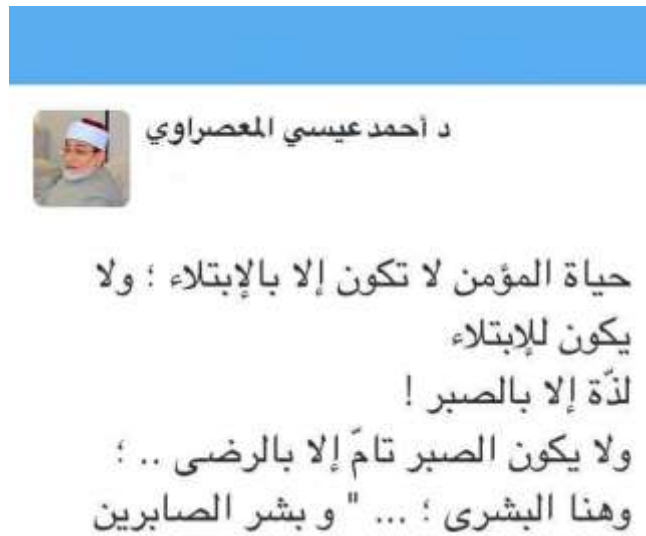 د أحمد عيسي المعصراوي
حياة المؤمن لا تكون إلا بالإبتلاء ؛ ولا
يكون للإبتلاء
لذّة إلا بالصبر !
ولا يكون الصبر تامّ إلا بالرضى .. ؛
وهنا البشرى ؛ ... " و بشر الصابرين